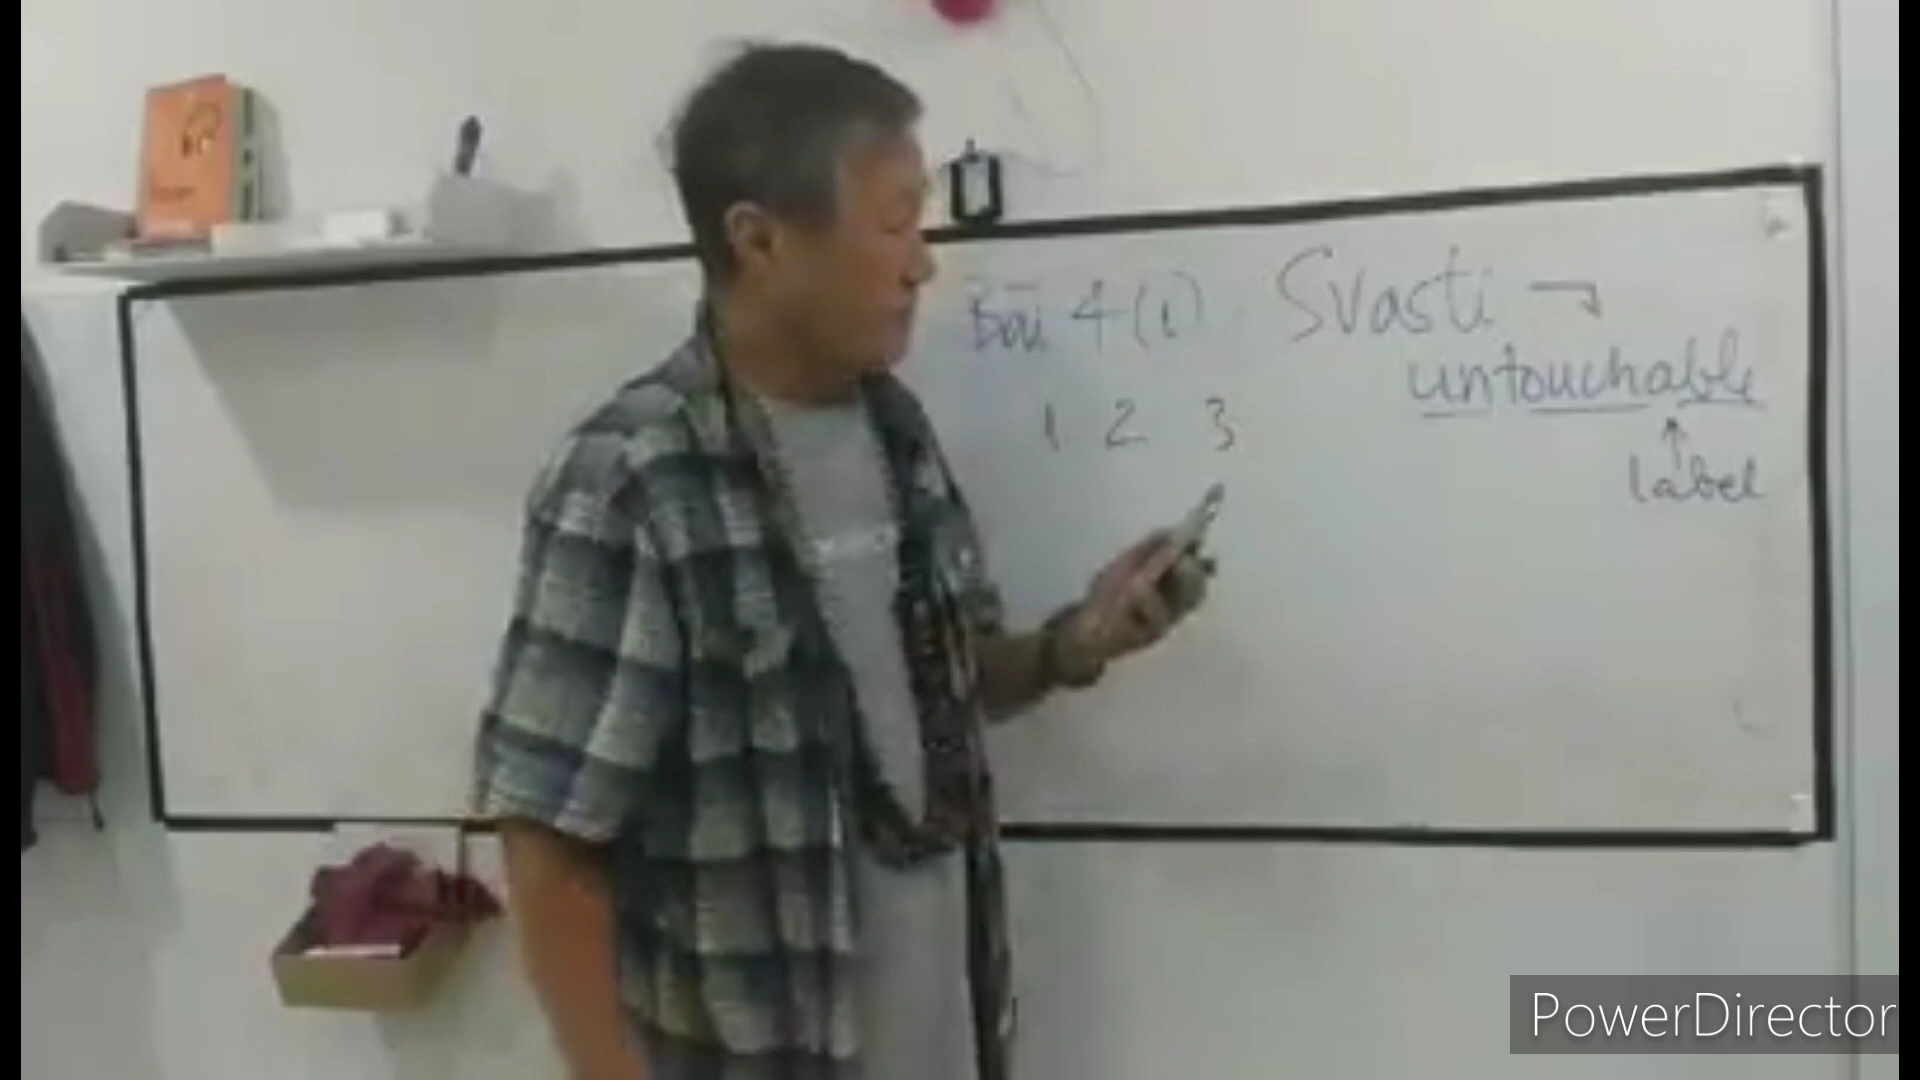 Bài 4 (1) Svasti →
untouchable
1 2 3
↑
label
PowerDirector